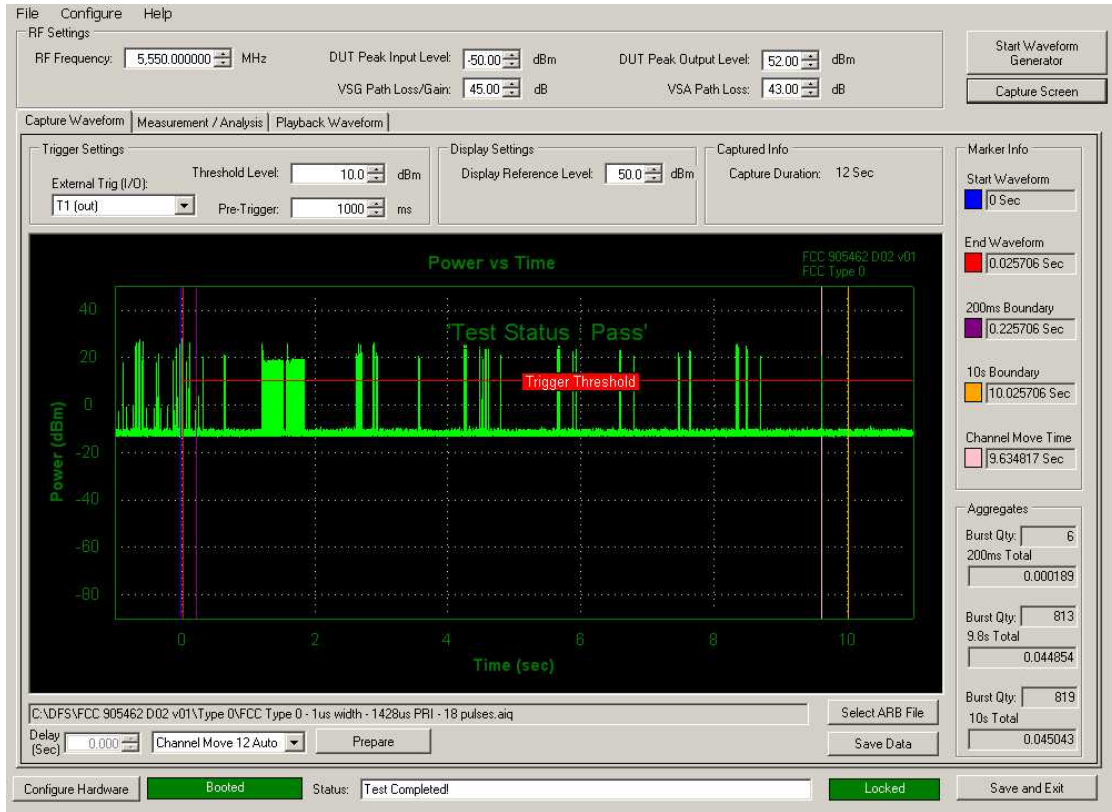 File Configure Help
RF Settings
RF Frequency: 5,550.000000 MHz
DUT Peak Input Level: -50.00 dBm
DUT Peak Output Level: 52.00 dBm
VSG Path Loss/Gain: 45.00 dB
VSA Path Loss: 43.00 dB
Start Waveform
Generator
Capture Screen
Capture Waveform Measurement / Analysis Playback Waveform
Trigger Settings
External Trig (I/O):
T1 (out)
Threshold Level: 10.0 dBm
Pre-Trigger: 1000 ms
Display Settings
Display Reference Level: 50.0 dBm
Captured Info
Capture Duration: 12 Sec
Marker Info
Start Waveform
0 Sec
End Waveform
0.025706 Sec
200ms Boundary
0.225706 Sec
10s Boundary
10.025706 Sec
Channel Move Time
9.634817 Sec
Power vs Time
FCC 905462 D02 v01
FCC Type 0
'Test Status : Pass'
Trigger Threshold
Power (dBm)
40
20
0
-20
-40
-60
-80
0 2 4 6 8 10
Time (sec)
Aggregates
Burst Qty: 6
200ms Total
0.000189
Burst Qty: 813
9.8s Total
0.044854
Burst Qty: 819
10s Total
0.045043
C:\DFS\FCC 905462 D02 v01\Type 0\FCC Type 0 - 1us width - 1428us PRI - 18 pulses.aiq
Select ARB File
Delay
(Sec) 0.000
Channel Move 12 Auto
Prepare
Save Data
Configure Hardware
Booted
Status: Test Completed!
Locked
Save and Exit